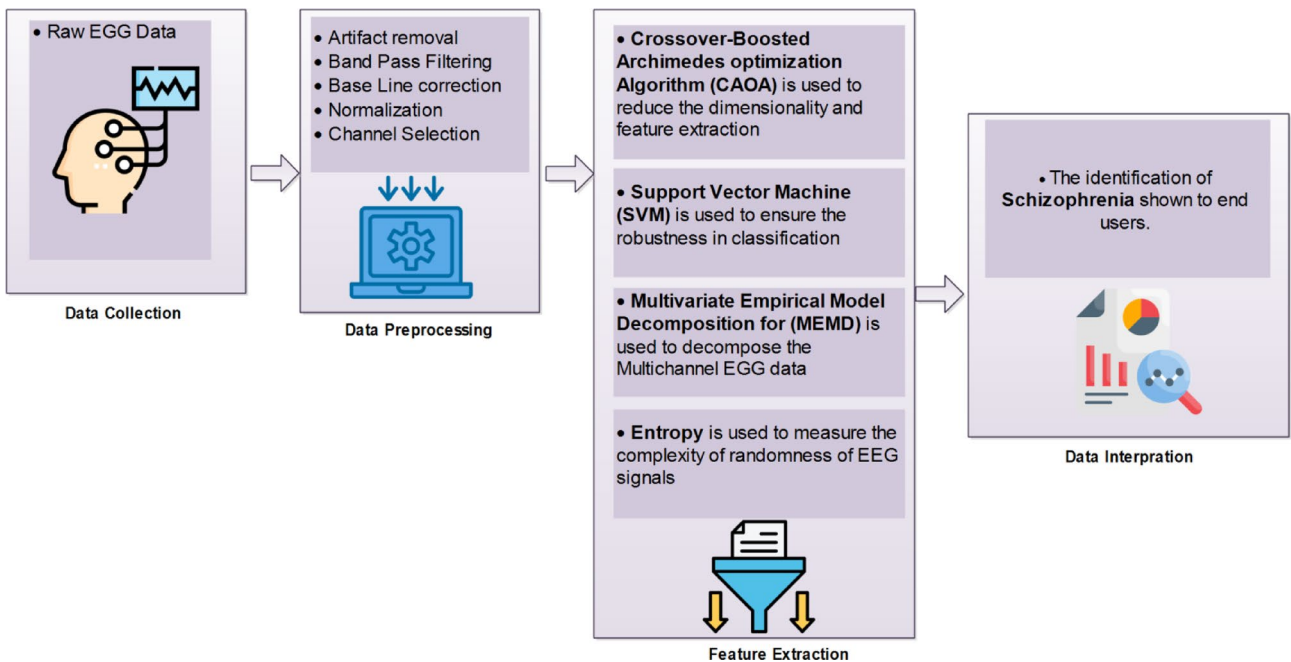 • Raw EGG Data
Data Collection
• Artifact removal
• Band Pass Filtering
• Base Line correction
• Normalization
• Channel Selection
Data Preprocessing
• Crossover-Boosted
Archimedes optimization
Algorithm (CAOA) is used to
reduce the dimensionality and
feature extraction
• Support Vector Machine
(SVM) is used to ensure the
robustness in classification
• Multivariate Empirical Model
Decomposition for (MEMD) is
used to decompose the
Multichannel EGG data
• Entropy is used to measure the
complexity of randomness of EEG
signals
Feature Extraction
• The identification of
Schizophrenia shown to end
users.
Data Interpration